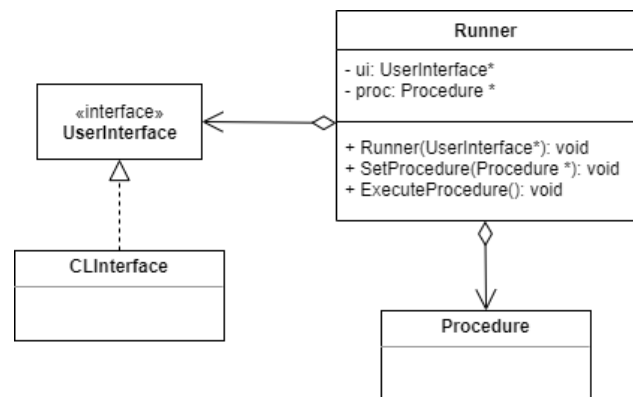 Runner
- ui: UserInterface*
- proc: Procedure *
+ Runner(UserInterface*): void
+ SetProcedure(Procedure *): void
+ ExecuteProcedure(): void
«interface»
UserInterface
CLInterface
Procedure